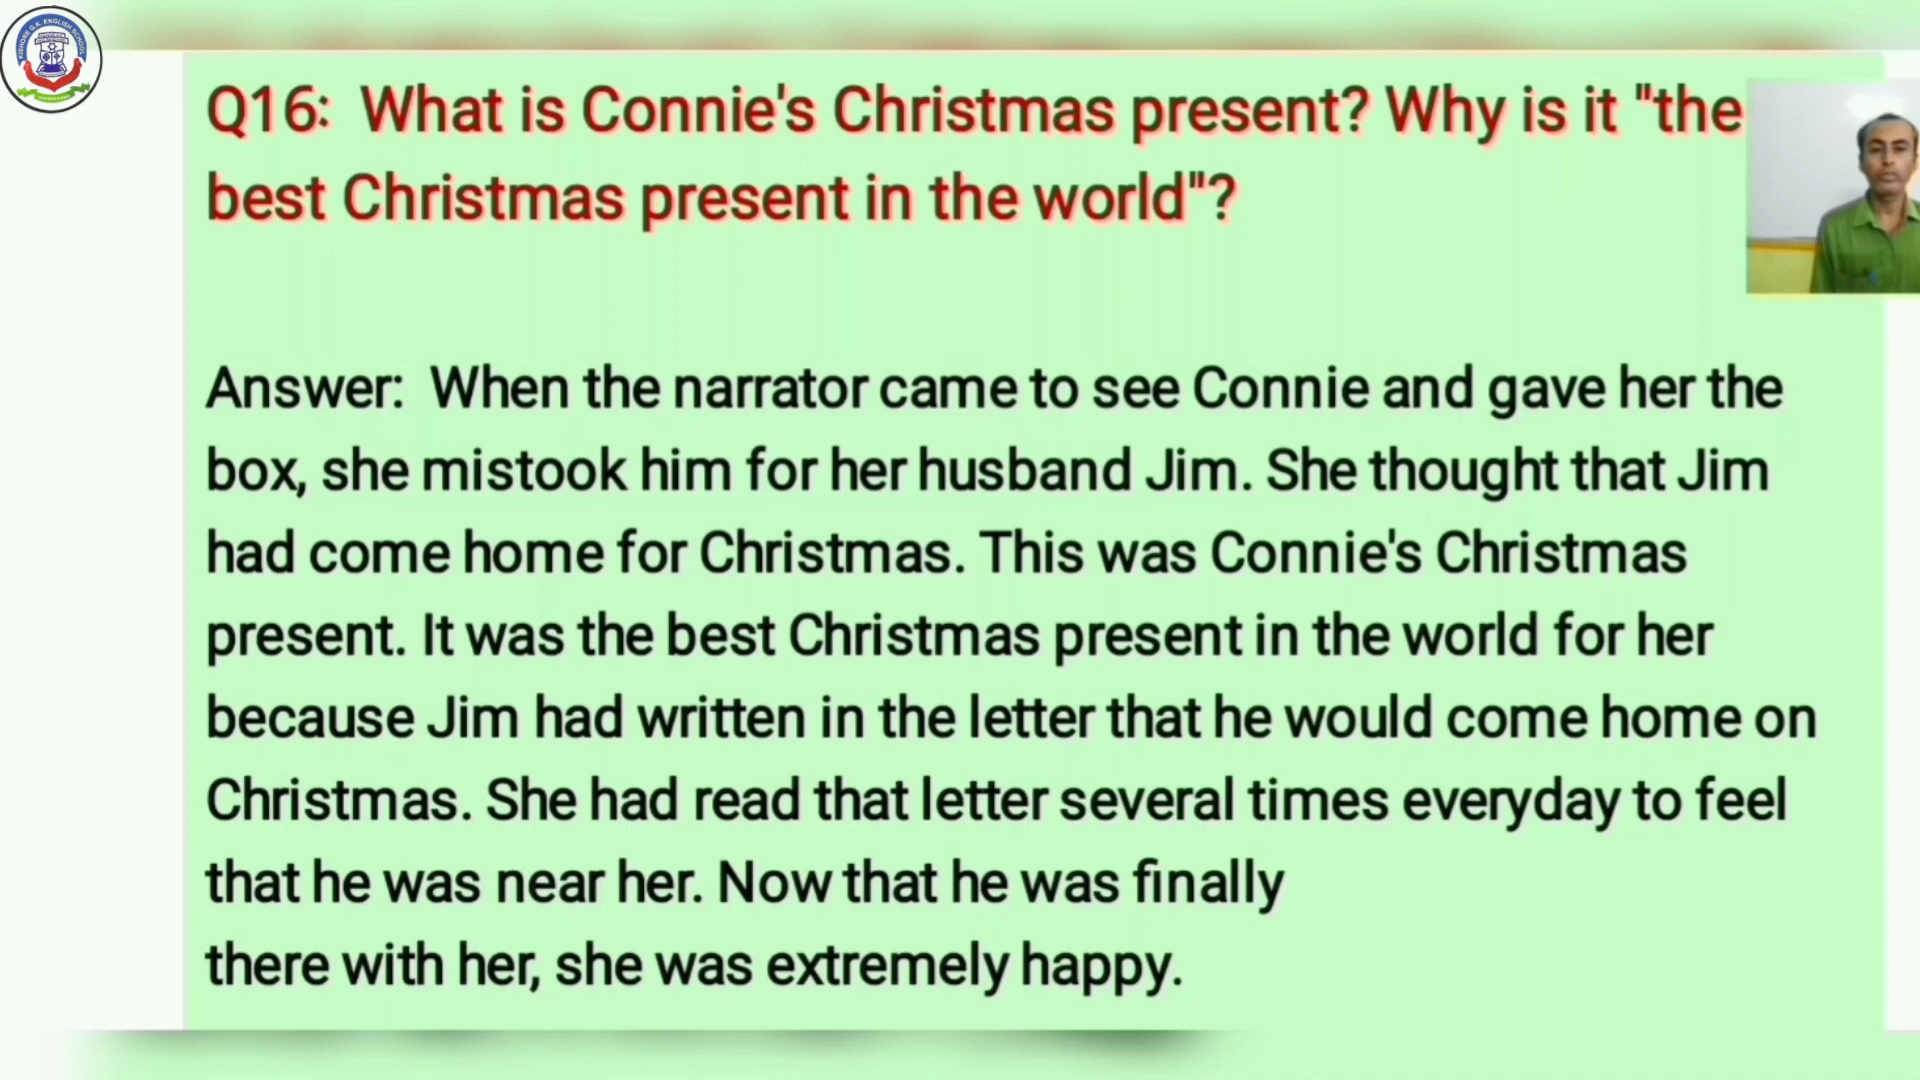 KISHORE G.K. ENGLISH SCHOOL
Q16: What is Connie's Christmas present? Why is it "the
best Christmas present in the world"?
Answer: When the narrator came to see Connie and gave her the
box, she mistook him for her husband Jim. She thought that Jim
had come home for Christmas. This was Connie's Christmas
present. It was the best Christmas present in the world for her
because Jim had written in the letter that he would come home on
Christmas. She had read that letter several times everyday to feel
that he was near her. Now that he was finally
there with her, she was extremely happy.